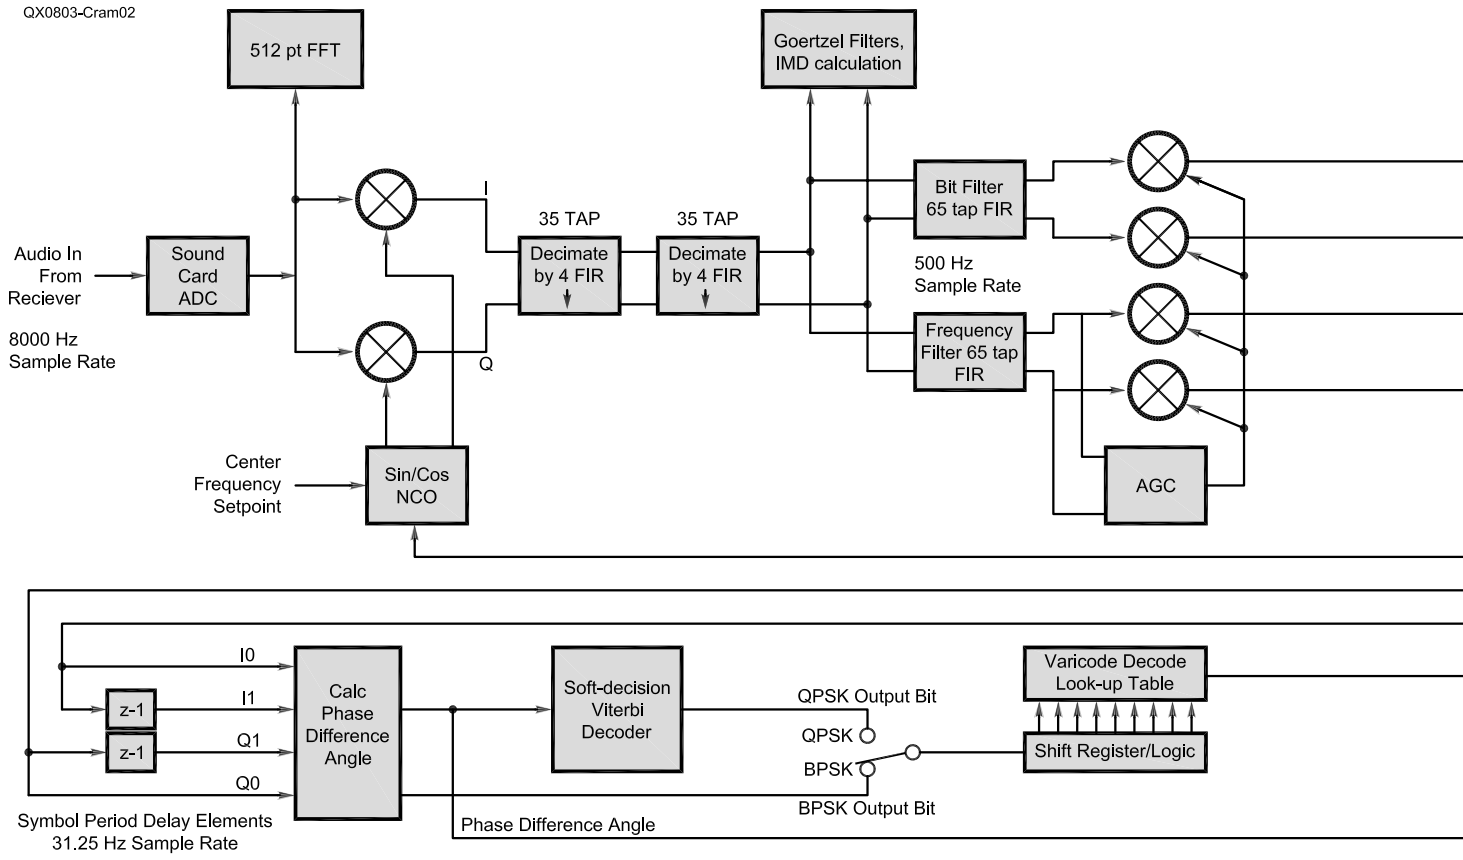 QX0803-Cram02
512 pt FFT
Goertzel Filters,
IMD calculation
Audio In
From
Reciever
8000 Hz
Sample Rate
Sound
Card
ADC
I
Q
35 TAP
Decimate
by 4 FIR
35 TAP
Decimate
by 4 FIR
Bit Filter
65 tap FIR
500 Hz
Sample Rate
Frequency
Filter 65 tap
FIR
Center
Frequency
Setpoint
Sin/Cos
NCO
AGC
I0
I1
Q1
Q0
z-1
z-1
Symbol Period Delay Elements
31.25 Hz Sample Rate
Calc
Phase
Difference
Angle
Soft-decision
Viterbi
Decoder
Phase Difference Angle
QPSK Output Bit
QPSK
BPSK
BPSK Output Bit
Varicode Decode
Look-up Table
Shift Register/Logic